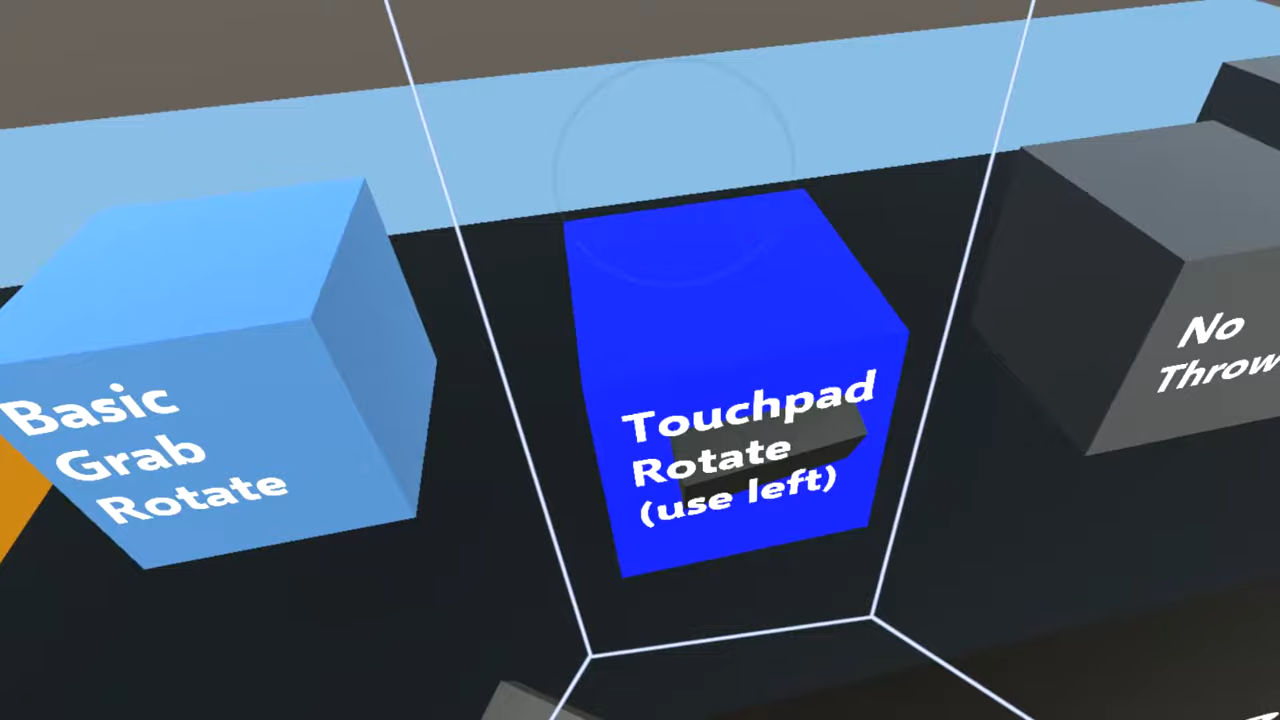 Basic
Grab
Rotate
Touchpad
Rotate
(use left)
No
Throw